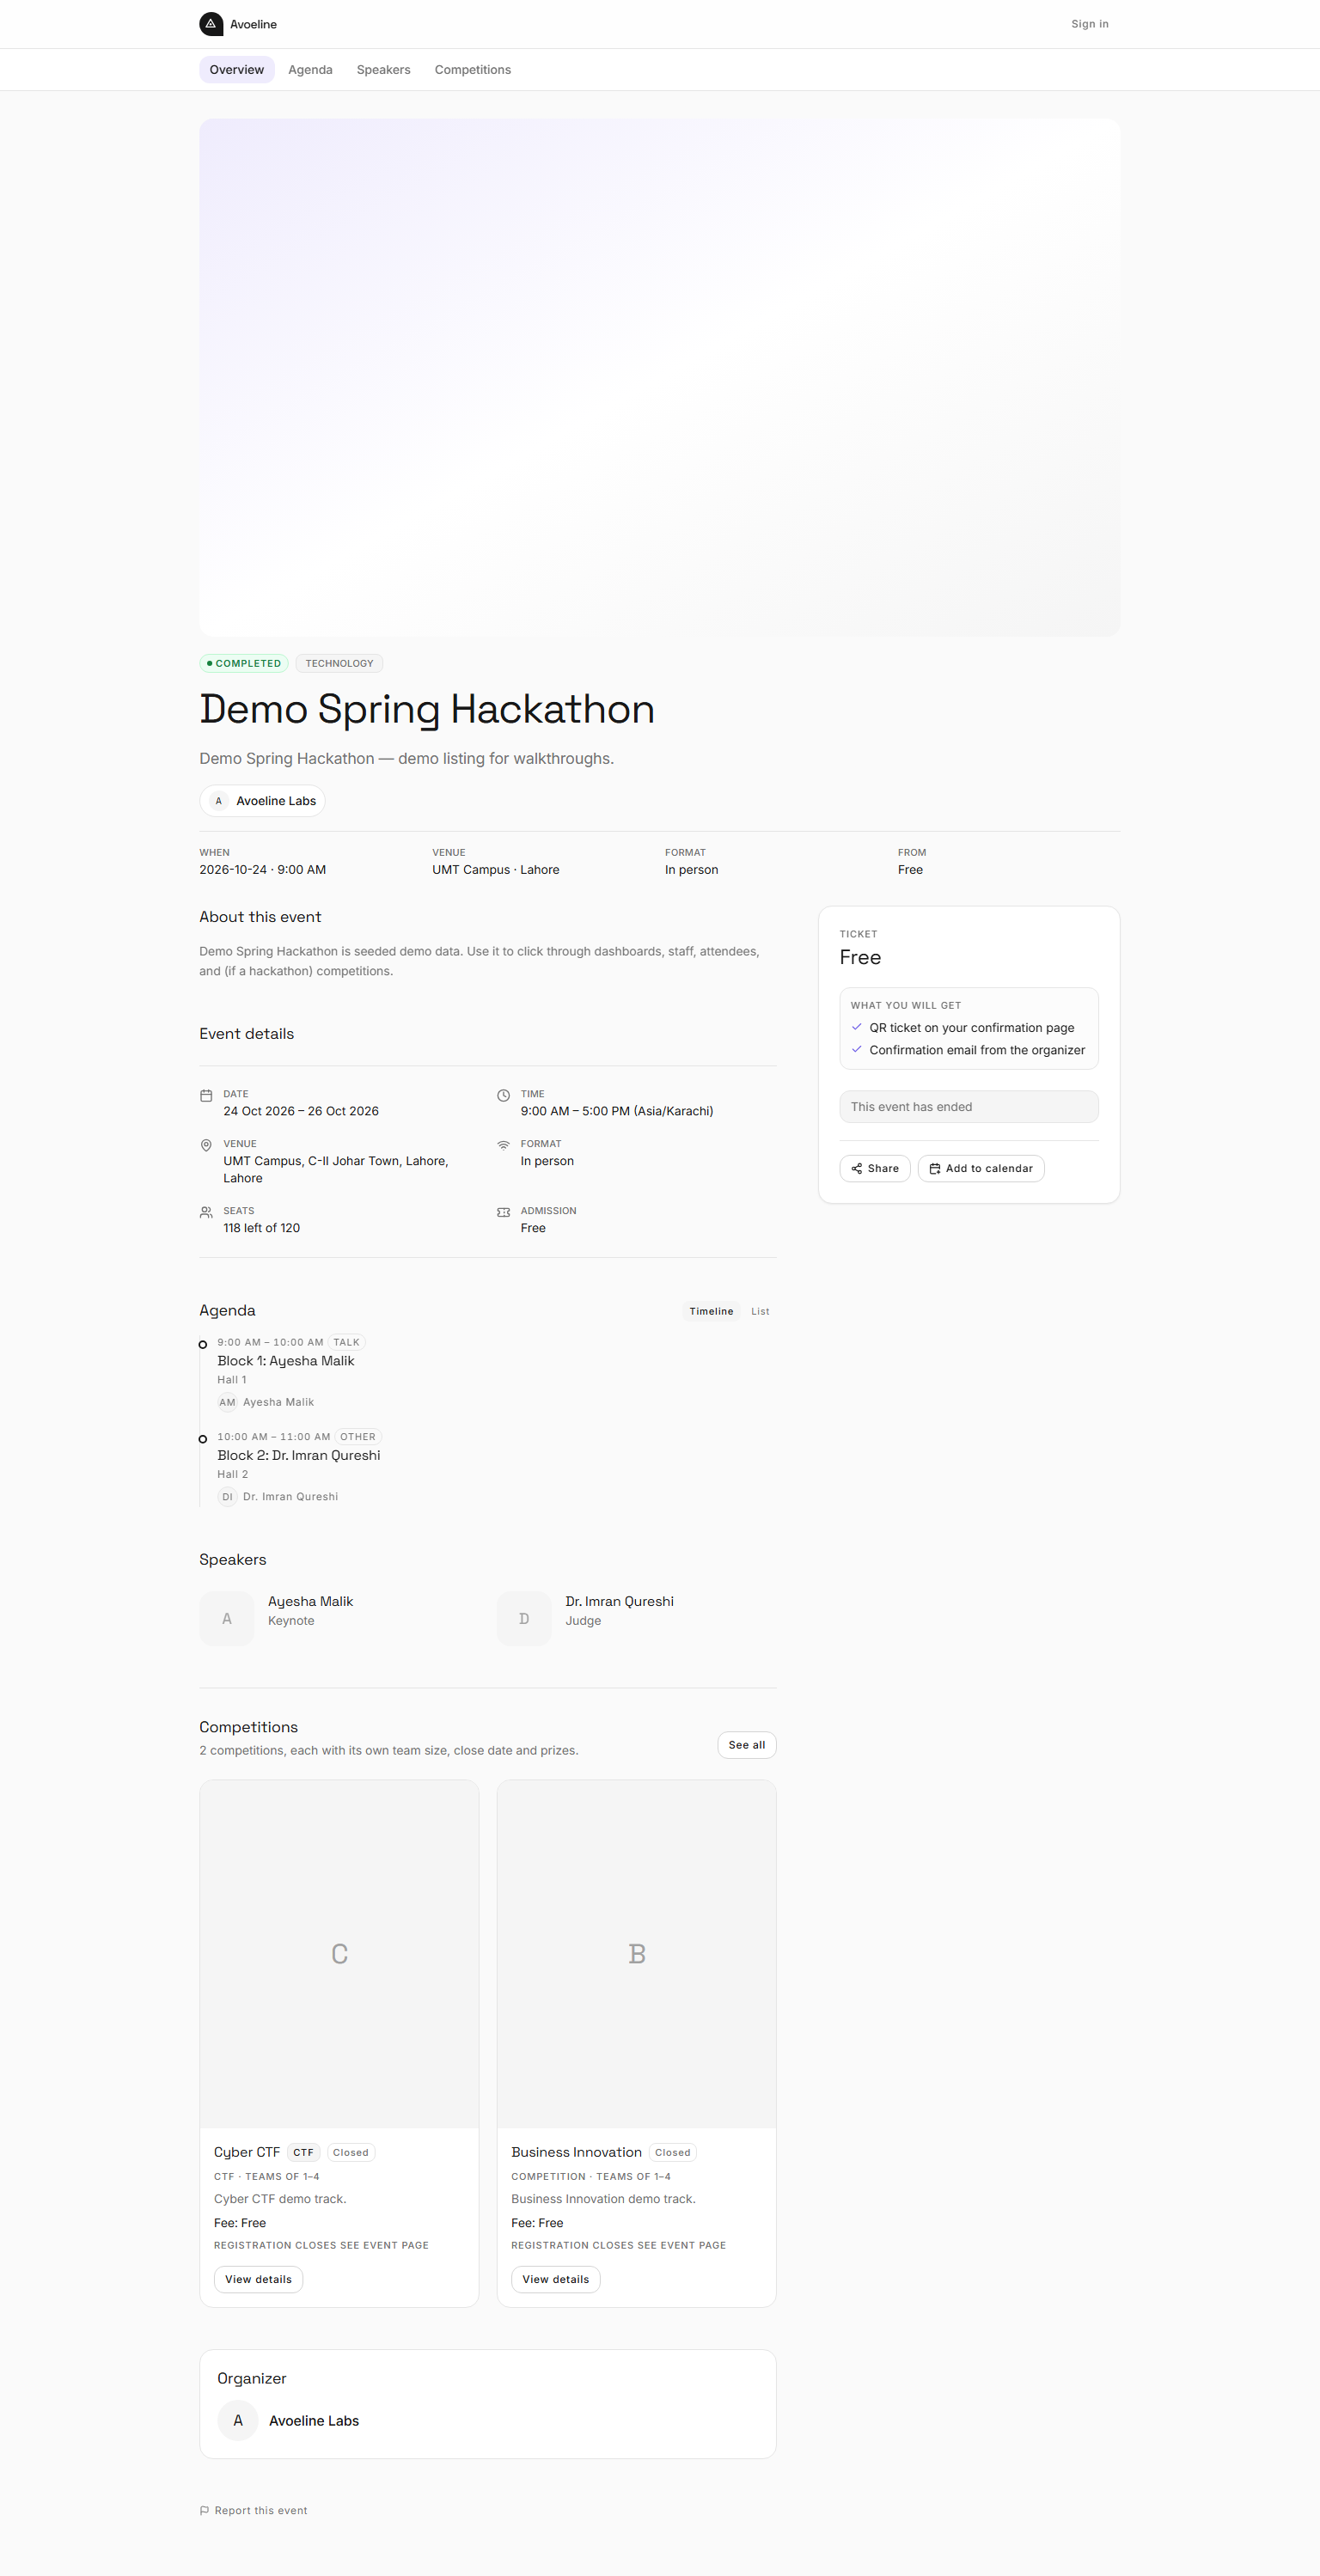 Avoeline
Sign in
Overview
Agenda
Speakers
Competitions
COMPLETED
TECHNOLOGY
Demo Spring Hackathon
Demo Spring Hackathon — demo listing for walkthroughs.
A
Avoeline Labs
WHEN
2026-10-24 · 9:00 AM
VENUE
UMT Campus · Lahore
FORMAT
In person
FROM
Free
About this event
Demo Spring Hackathon is seeded demo data. Use it to click through dashboards, staff, attendees,
and (if a hackathon) competitions.
TICKET
Free
WHAT YOU WILL GET
QR ticket on your confirmation page
Confirmation email from the organizer
This event has ended
Share
Add to calendar
Event details
DATE
24 Oct 2026 – 26 Oct 2026
TIME
9:00 AM – 5:00 PM (Asia/Karachi)
VENUE
UMT Campus, C-II Johar Town, Lahore,
Lahore
FORMAT
In person
SEATS
118 left of 120
ADMISSION
Free
Agenda
Timeline
List
9:00 AM – 10:00 AM TALK
Block 1: Ayesha Malik
Hall 1
AM Ayesha Malik
10:00 AM – 11:00 AM OTHER
Block 2: Dr. Imran Qureshi
Hall 2
DI Dr. Imran Qureshi
Speakers
A
Ayesha Malik
Keynote
D
Dr. Imran Qureshi
Judge
Competitions
2 competitions, each with its own team size, close date and prizes.
See all
C
Cyber CTF CTF Closed
CTF · TEAMS OF 1–4
Cyber CTF demo track.
Fee: Free
REGISTRATION CLOSES SEE EVENT PAGE
View details
B
Business Innovation Closed
COMPETITION · TEAMS OF 1–4
Business Innovation demo track.
Fee: Free
REGISTRATION CLOSES SEE EVENT PAGE
View details
Organizer
A
Avoeline Labs
Report this event